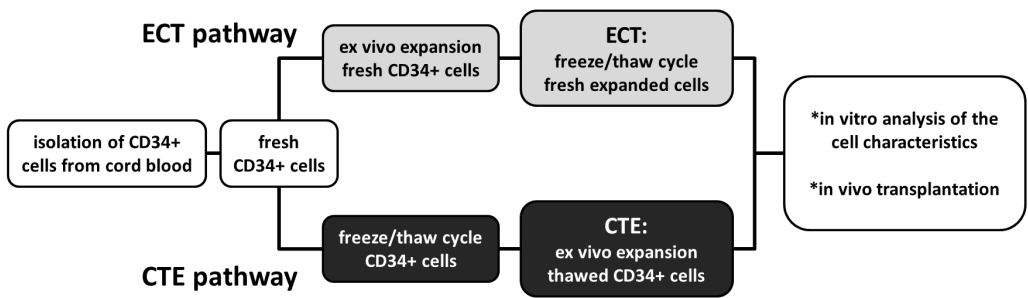 ECT pathway
ex vivo expansion
fresh CD34+ cells
ECT:
freeze/thaw cycle
fresh expanded cells
isolation of CD34+
cells from cord blood
fresh
CD34+ cells
*in vitro analysis of the
cell characteristics
*in vivo transplantation
freeze/thaw cycle
CD34+ cells
CTE:
ex vivo expansion
thawed CD34+ cells
CTE pathway